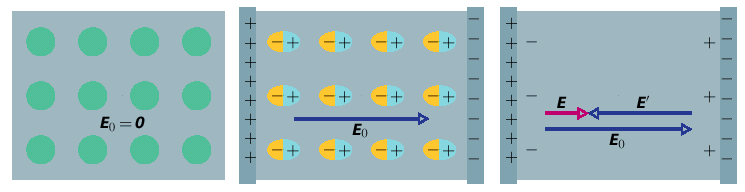 E₀ = 0
E₀
E E′
E₀